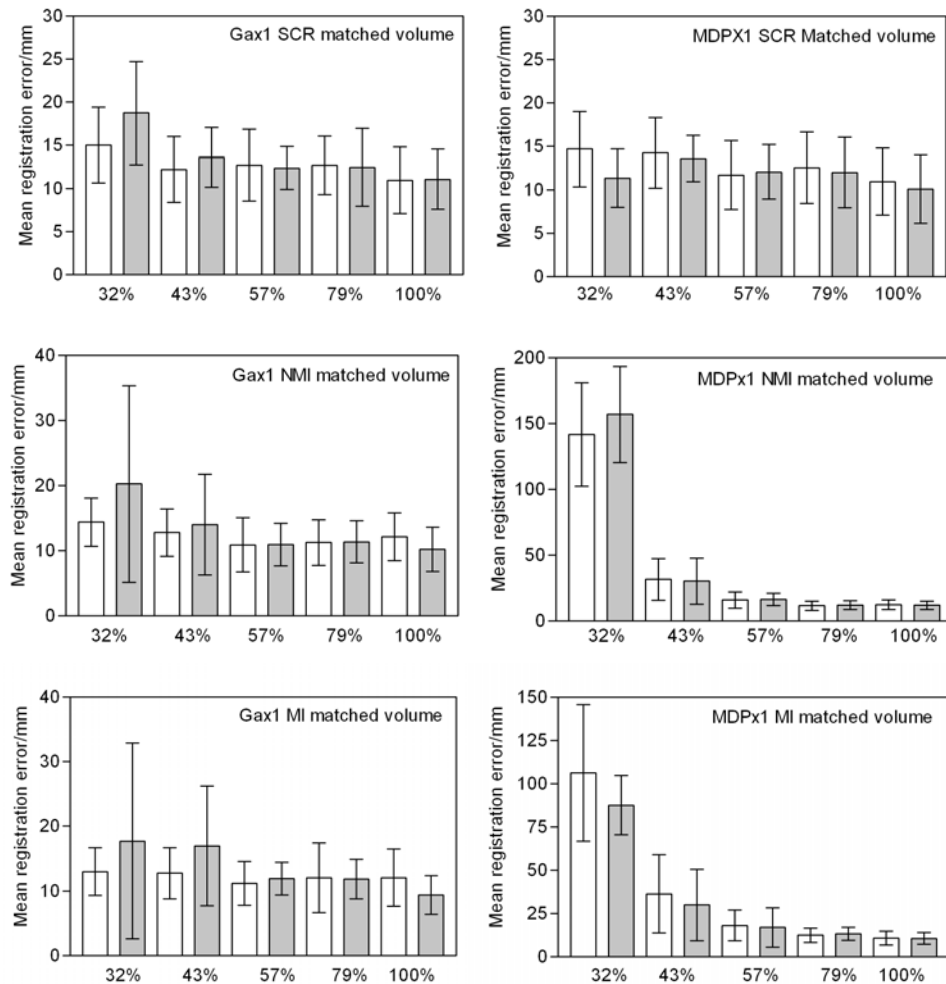 Gax1 SCR matched volume
Mean registration error/mm
30
25
20
15
10
5
0
32% 43% 57% 79% 100%
MDPX1 SCR Matched volume
Mean registration error/mm
30
25
20
15
10
5
0
32% 43% 57% 79% 100%
Gax1 NMI matched volume
Mean registration error/mm
40
30
20
10
0
32% 43% 57% 79% 100%
MDPx1 NMI matched volume
Mean registration error/mm
200
150
100
50
0
32% 43% 57% 79% 100%
Gax1 MI matched volume
Mean registration error/mm
40
30
20
10
0
32% 43% 57% 79% 100%
MDPx1 MI matched volume
Mean registration error/mm
150
125
100
75
50
25
0
32% 43% 57% 79% 100%